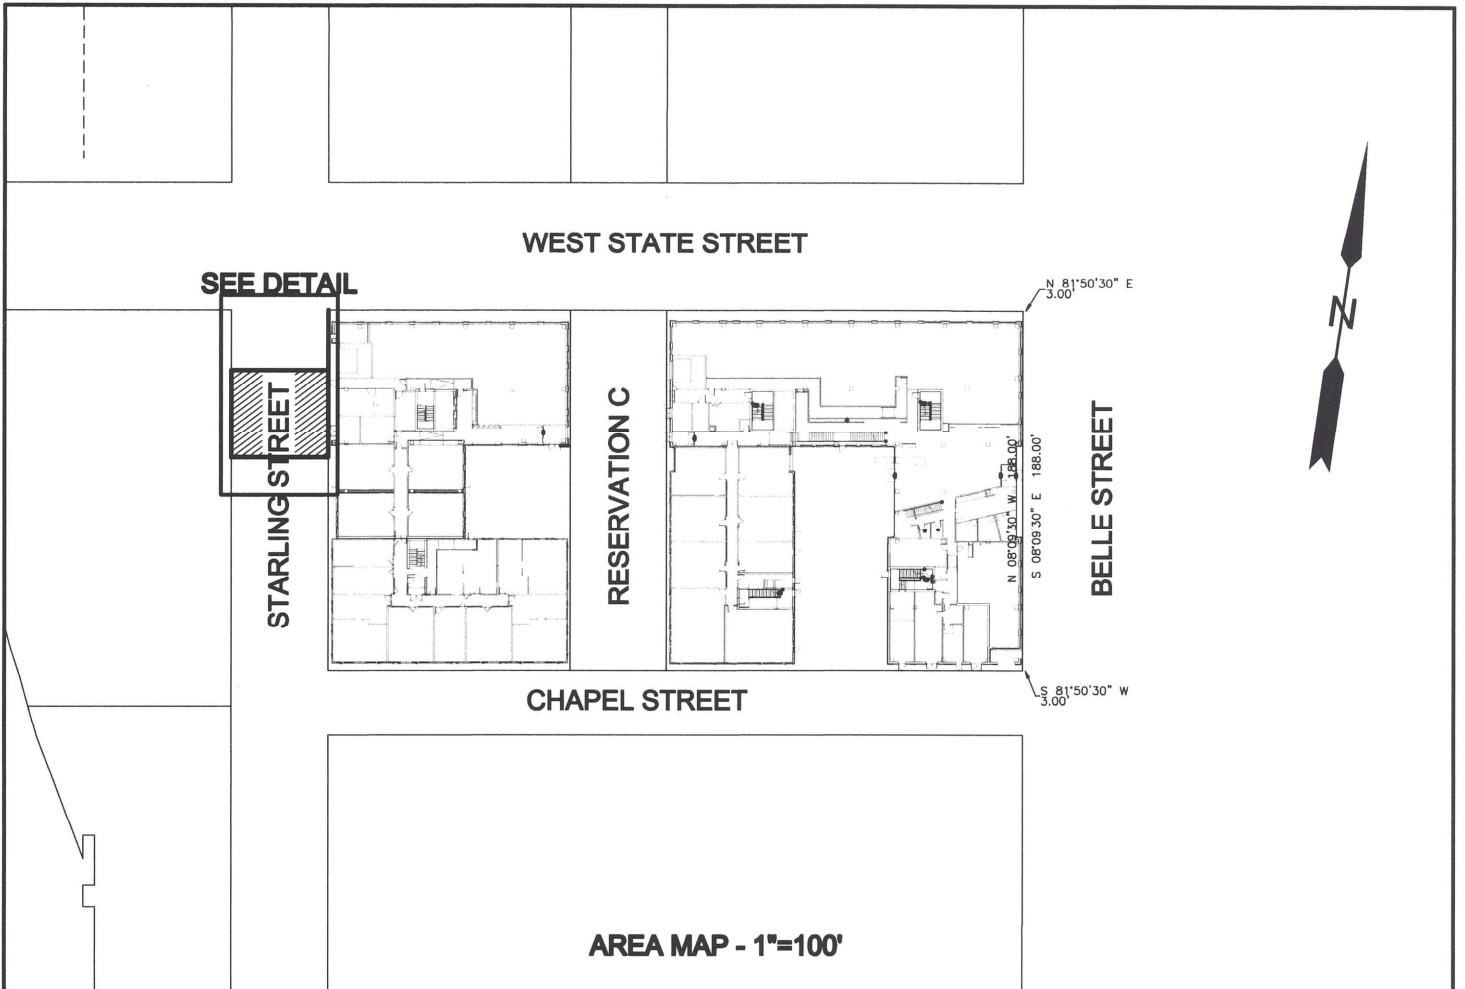 WEST STATE STREET
SEE DETAIL
N 81°50'30" E
3.00'
N
STARLING STREET
RESERVATION C
N 08°09'30" W 188.00'
S 08°09'30" E 188.00'
BELLE STREET
S 81°50'30" W
3.00'
CHAPEL STREET
AREA MAP - 1"=100'